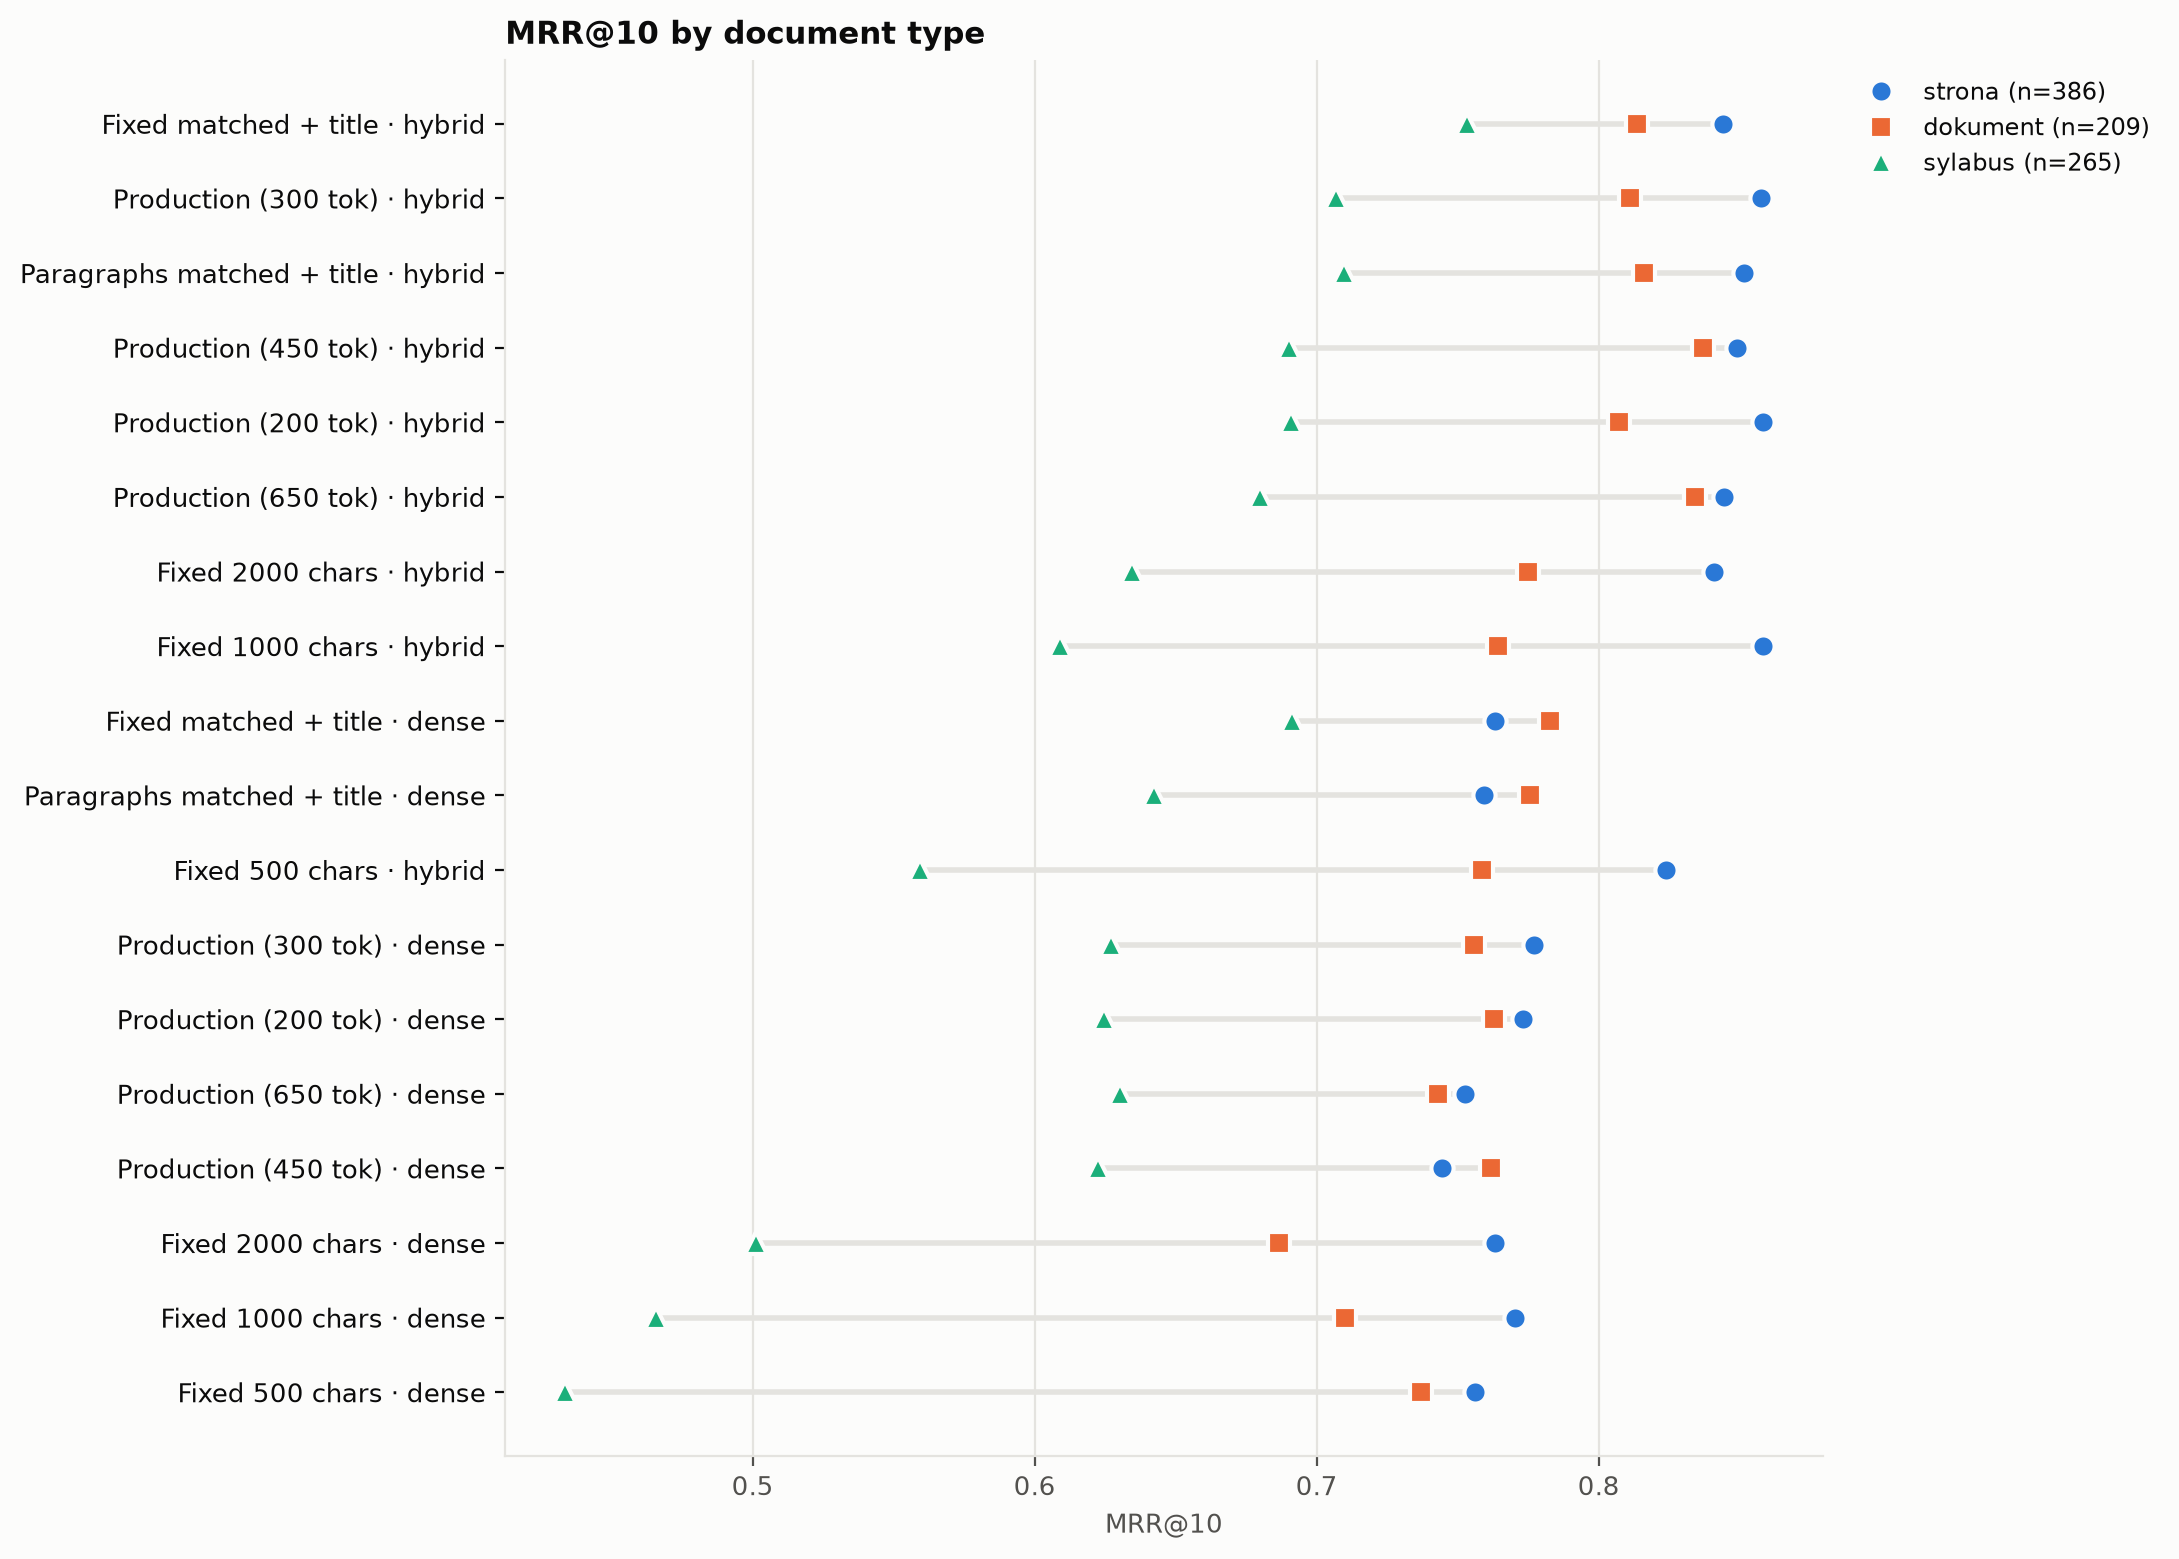 MRR@10 by document type
strona (n=386)
dokument (n=209)
sylabus (n=265)
Fixed matched + title · hybrid
Production (300 tok) · hybrid
Paragraphs matched + title · hybrid
Production (450 tok) · hybrid
Production (200 tok) · hybrid
Production (650 tok) · hybrid
Fixed 2000 chars · hybrid
Fixed 1000 chars · hybrid
Fixed matched + title · dense
Paragraphs matched + title · dense
Fixed 500 chars · hybrid
Production (300 tok) · dense
Production (200 tok) · dense
Production (650 tok) · dense
Production (450 tok) · dense
Fixed 2000 chars · dense
Fixed 1000 chars · dense
Fixed 500 chars · dense
0.5 0.6 0.7 0.8
MRR@10